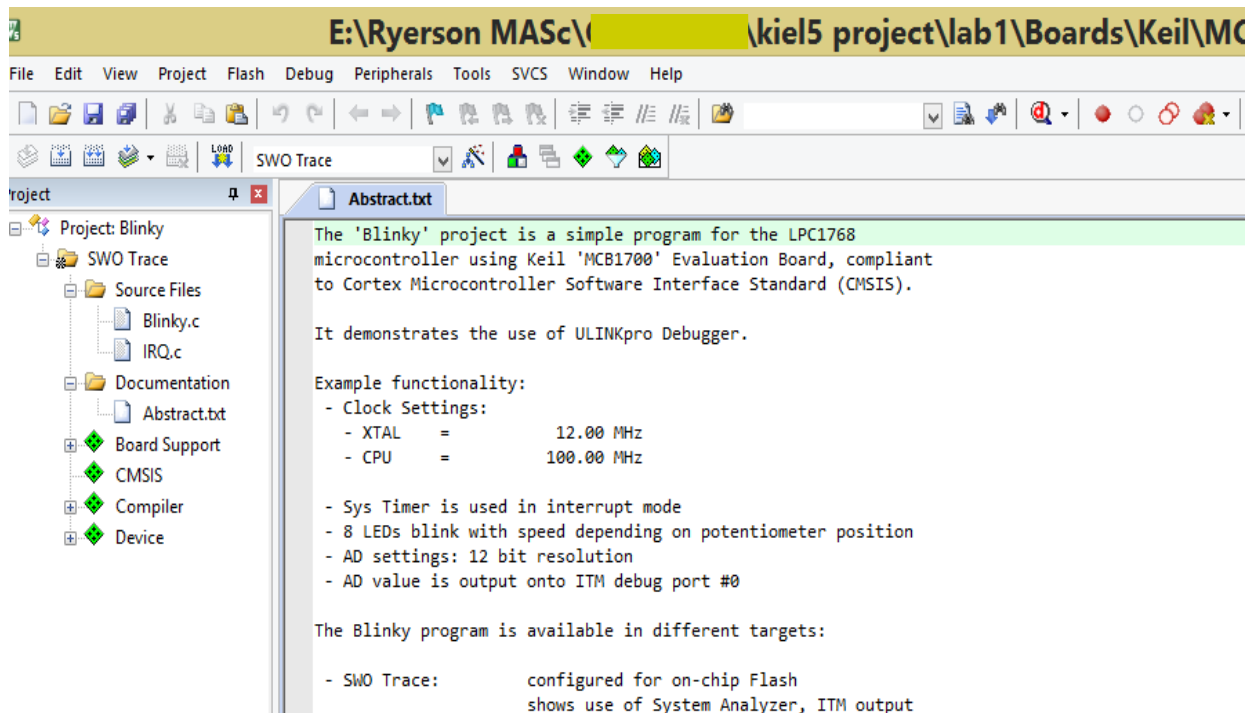 E:\Ryerson MASc\ \kiel5 project\lab1\Boards\Keil\MC
File Edit View Project Flash Debug Peripherals Tools SVCS Window Help
LOAD SWO Trace
Project
Abstract.txt
Project: Blinky
SWO Trace
Source Files
Blinky.c
IRQ.c
Documentation
Abstract.txt
Board Support
CMSIS
Compiler
Device
The 'Blinky' project is a simple program for the LPC1768
microcontroller using Keil 'MCB1700' Evaluation Board, compliant
to Cortex Microcontroller Software Interface Standard (CMSIS).
It demonstrates the use of ULINKpro Debugger.
Example functionality:
- Clock Settings:
- XTAL = 12.00 MHz
- CPU = 100.00 MHz
- Sys Timer is used in interrupt mode
- 8 LEDs blink with speed depending on potentiometer position
- AD settings: 12 bit resolution
- AD value is output onto ITM debug port #0
The Blinky program is available in different targets:
- SWO Trace: configured for on-chip Flash
shows use of System Analyzer, ITM output